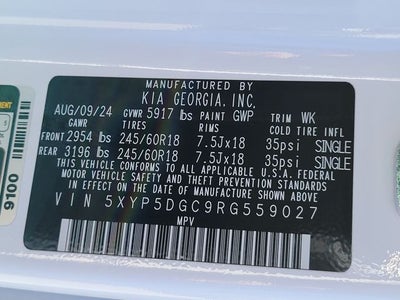 MANUFACTURED BY
KIA GEORGIA, INC.
AUG/09/24 GVWR 5917 lbs PAINT GWP TRIM WK
GAWR TIRES RIMS COLD TIRE INFL
FRONT 2954 lbs 245/60R18 7.5Jx18 35psi SINGLE
REAR 3196 lbs 245/60R18 7.5Jx18 35psi SINGLE
THIS VEHICLE CONFORMS TO ALL APPLICABLE U.S.A. FEDERAL
MOTOR VEHICLE SAFETY AND THEFT PREVENTION STANDARDS
IN EFFECT ON THE DATE OF MANUFACTURE SHOWN ABOVE.
VIN 5XYP5DGC9RG559027
MPV
00160